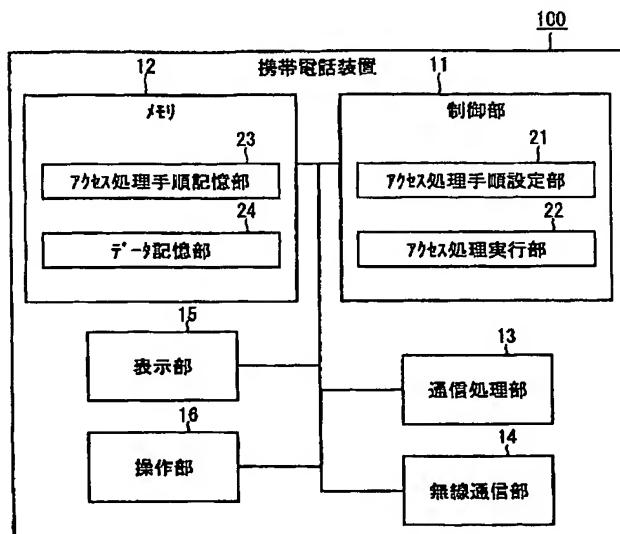 100
携帯電話装置
12
メモリ
23
アクセス処理手順記憶部
24
データ記憶部
11
制御部
21
アクセス処理手順設定部
22
アクセス処理実行部
15
表示部
16
操作部
13
通信処理部
14
無線通信部